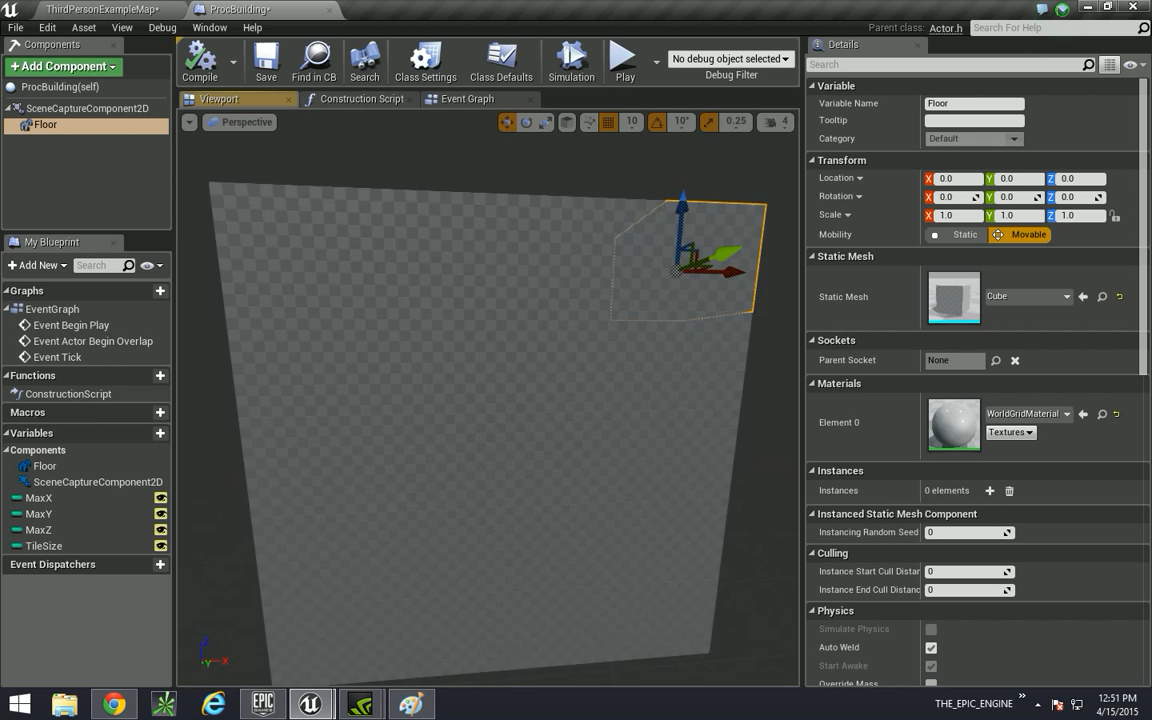 ThirdPersonExampleMap*
ProcBuilding*
File Edit Asset View Debug Window Help
Parent class: Actor.h
Search For Help
Components
+Add Component
ProcBuilding(self)
SceneCaptureComponent2D
Floor
My Blueprint
+Add New
Search
Graphs
EventGraph
Event Begin Play
Event Actor Begin Overlap
Event Tick
Functions
ConstructionScript
Macros
Variables
Components
Floor
SceneCaptureComponent2D
MaxX
MaxY
MaxZ
TileSize
Event Dispatchers
Compile
Save
Find in CB
Search
Class Settings
Class Defaults
Simulation
Play
No debug object selected
Debug Filter
Viewport
Construction Script
Event Graph
Perspective
10
10°
0.25
4
Z
X
Y
Details
Search
Variable
Variable Name Floor
Tooltip
Category Default
Transform
Location X 0.0 Y 0.0 Z 0.0
Rotation X 0.0 Y 0.0 Z 0.0
Scale X 1.0 Y 1.0 Z 1.0
Mobility Static Movable
Static Mesh
Static Mesh Cube
Sockets
Parent Socket None
Materials
Element 0 WorldGridMaterial
Textures
Instances
Instances 0 elements
Instanced Static Mesh Component
Instancing Random Seed 0
Culling
Instance Start Cull Distan 0
Instance End Cull Distanc 0
Physics
Simulate Physics
Auto Weld
Start Awake
Override Mass
EPIC GAMES
THE_EPIC_ENGINE
12:51 PM
4/15/2015